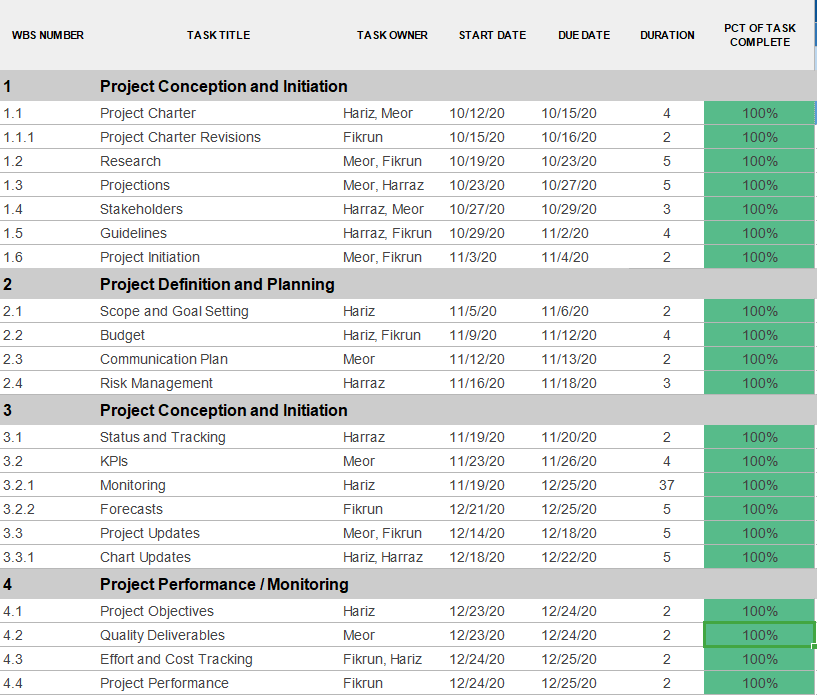 WBS NUMBER TASK TITLE TASK OWNER START DATE DUE DATE DURATION PCT OF TASK COMPLETE
1 Project Conception and Initiation
1.1 Project Charter Hariz, Meor 10/12/20 10/15/20 4 100%
1.1.1 Project Charter Revisions Fikrun 10/15/20 10/16/20 2 100%
1.2 Research Meor, Fikrun 10/19/20 10/23/20 5 100%
1.3 Projections Meor, Harraz 10/23/20 10/27/20 5 100%
1.4 Stakeholders Harraz, Meor 10/27/20 10/29/20 3 100%
1.5 Guidelines Harraz, Fikrun 10/29/20 11/2/20 4 100%
1.6 Project Initiation Meor, Fikrun 11/3/20 11/4/20 2 100%
2 Project Definition and Planning
2.1 Scope and Goal Setting Hariz 11/5/20 11/6/20 2 100%
2.2 Budget Hariz, Fikrun 11/9/20 11/12/20 4 100%
2.3 Communication Plan Meor 11/12/20 11/13/20 2 100%
2.4 Risk Management Harraz 11/16/20 11/18/20 3 100%
3 Project Conception and Initiation
3.1 Status and Tracking Harraz 11/19/20 11/20/20 2 100%
3.2 KPIs Meor 11/23/20 11/26/20 4 100%
3.2.1 Monitoring Hariz 11/19/20 12/25/20 37 100%
3.2.2 Forecasts Fikrun 12/21/20 12/25/20 5 100%
3.3 Project Updates Meor, Fikrun 12/14/20 12/18/20 5 100%
3.3.1 Chart Updates Hariz, Harraz 12/18/20 12/22/20 5 100%
4 Project Performance / Monitoring
4.1 Project Objectives Hariz 12/23/20 12/24/20 2 100%
4.2 Quality Deliverables Meor 12/23/20 12/24/20 2 100%
4.3 Effort and Cost Tracking Fikrun, Hariz 12/24/20 12/25/20 2 100%
4.4 Project Performance Fikrun 12/24/20 12/25/20 2 100%